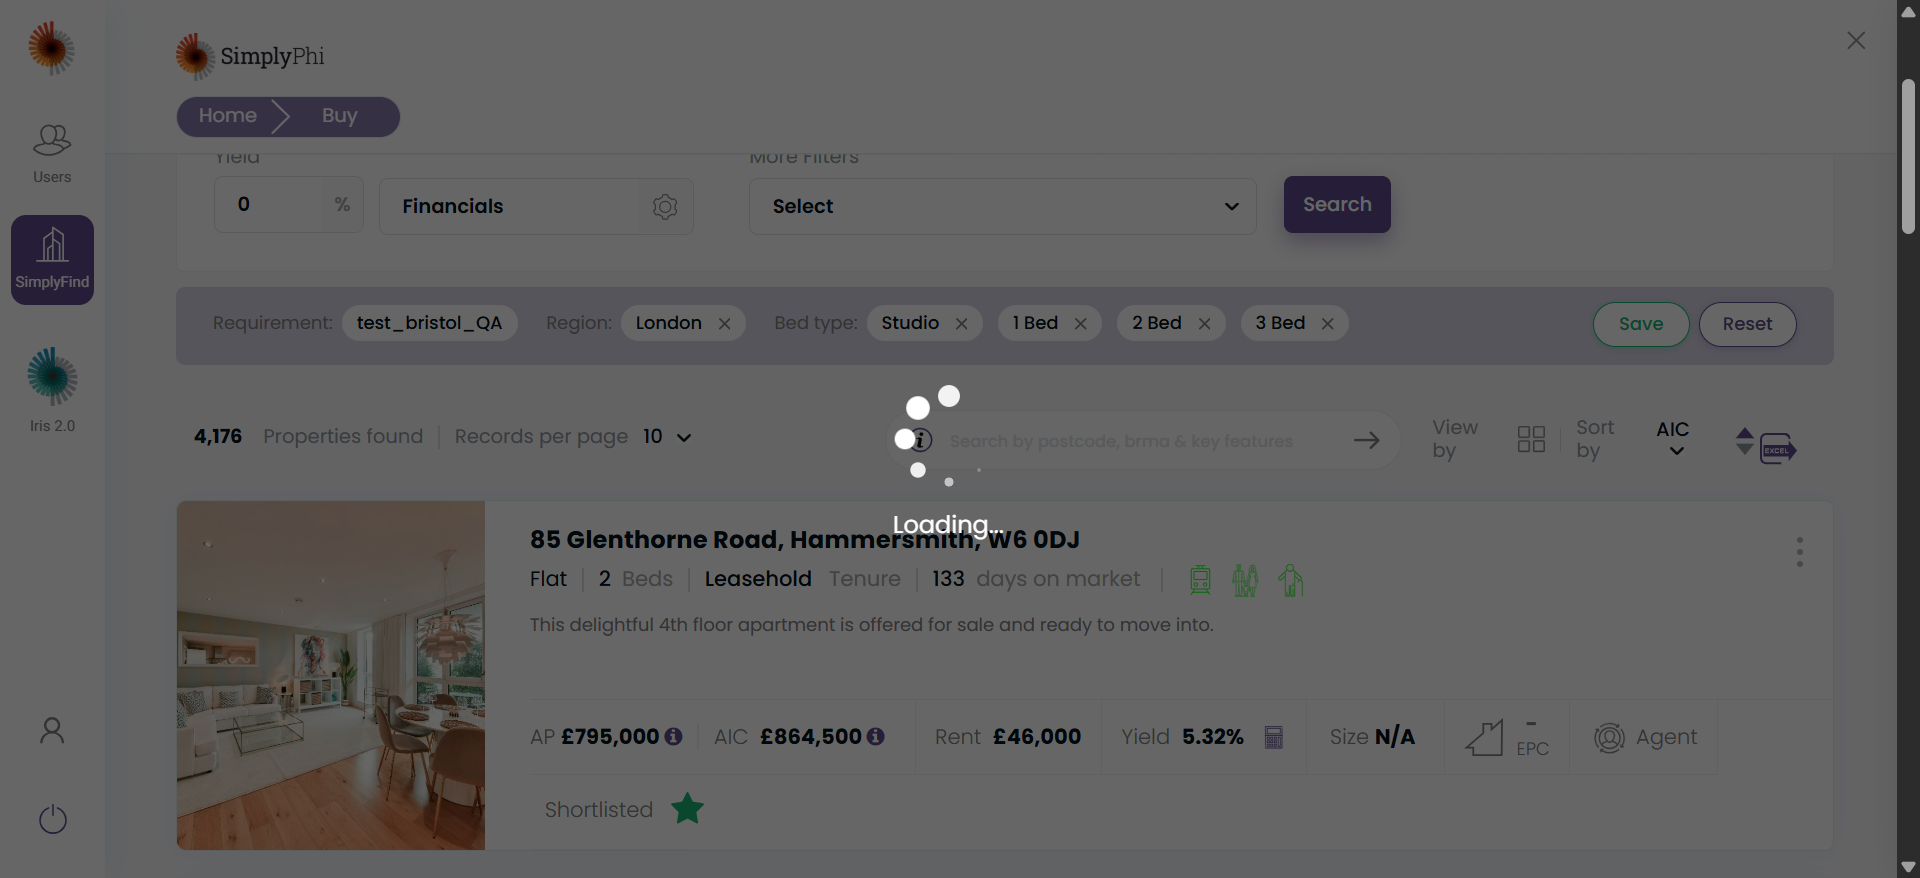 SimplyPhi
Home
Buy
Users
SimplyFind
Iris 2.0
Yield
More Filters
0
%
Financials
Select
Search
Requirement: test_bristol_QA Region: London Bed type: Studio 1 Bed 2 Bed 3 Bed
Save
Reset
4,176 Properties found
Records per page 10
Search by postcode, brma & key features
View by
Sort by
AIC
EXCEL
Loading...
85 Glenthorne Road, Hammersmith, W6 0DJ
Flat 2 Beds Leasehold Tenure 133 days on market
This delightful 4th floor apartment is offered for sale and ready to move into.
AP £795,000 AIC £864,500 Rent £46,000 Yield 5.32% Size N/A - EPC Agent
Shortlisted